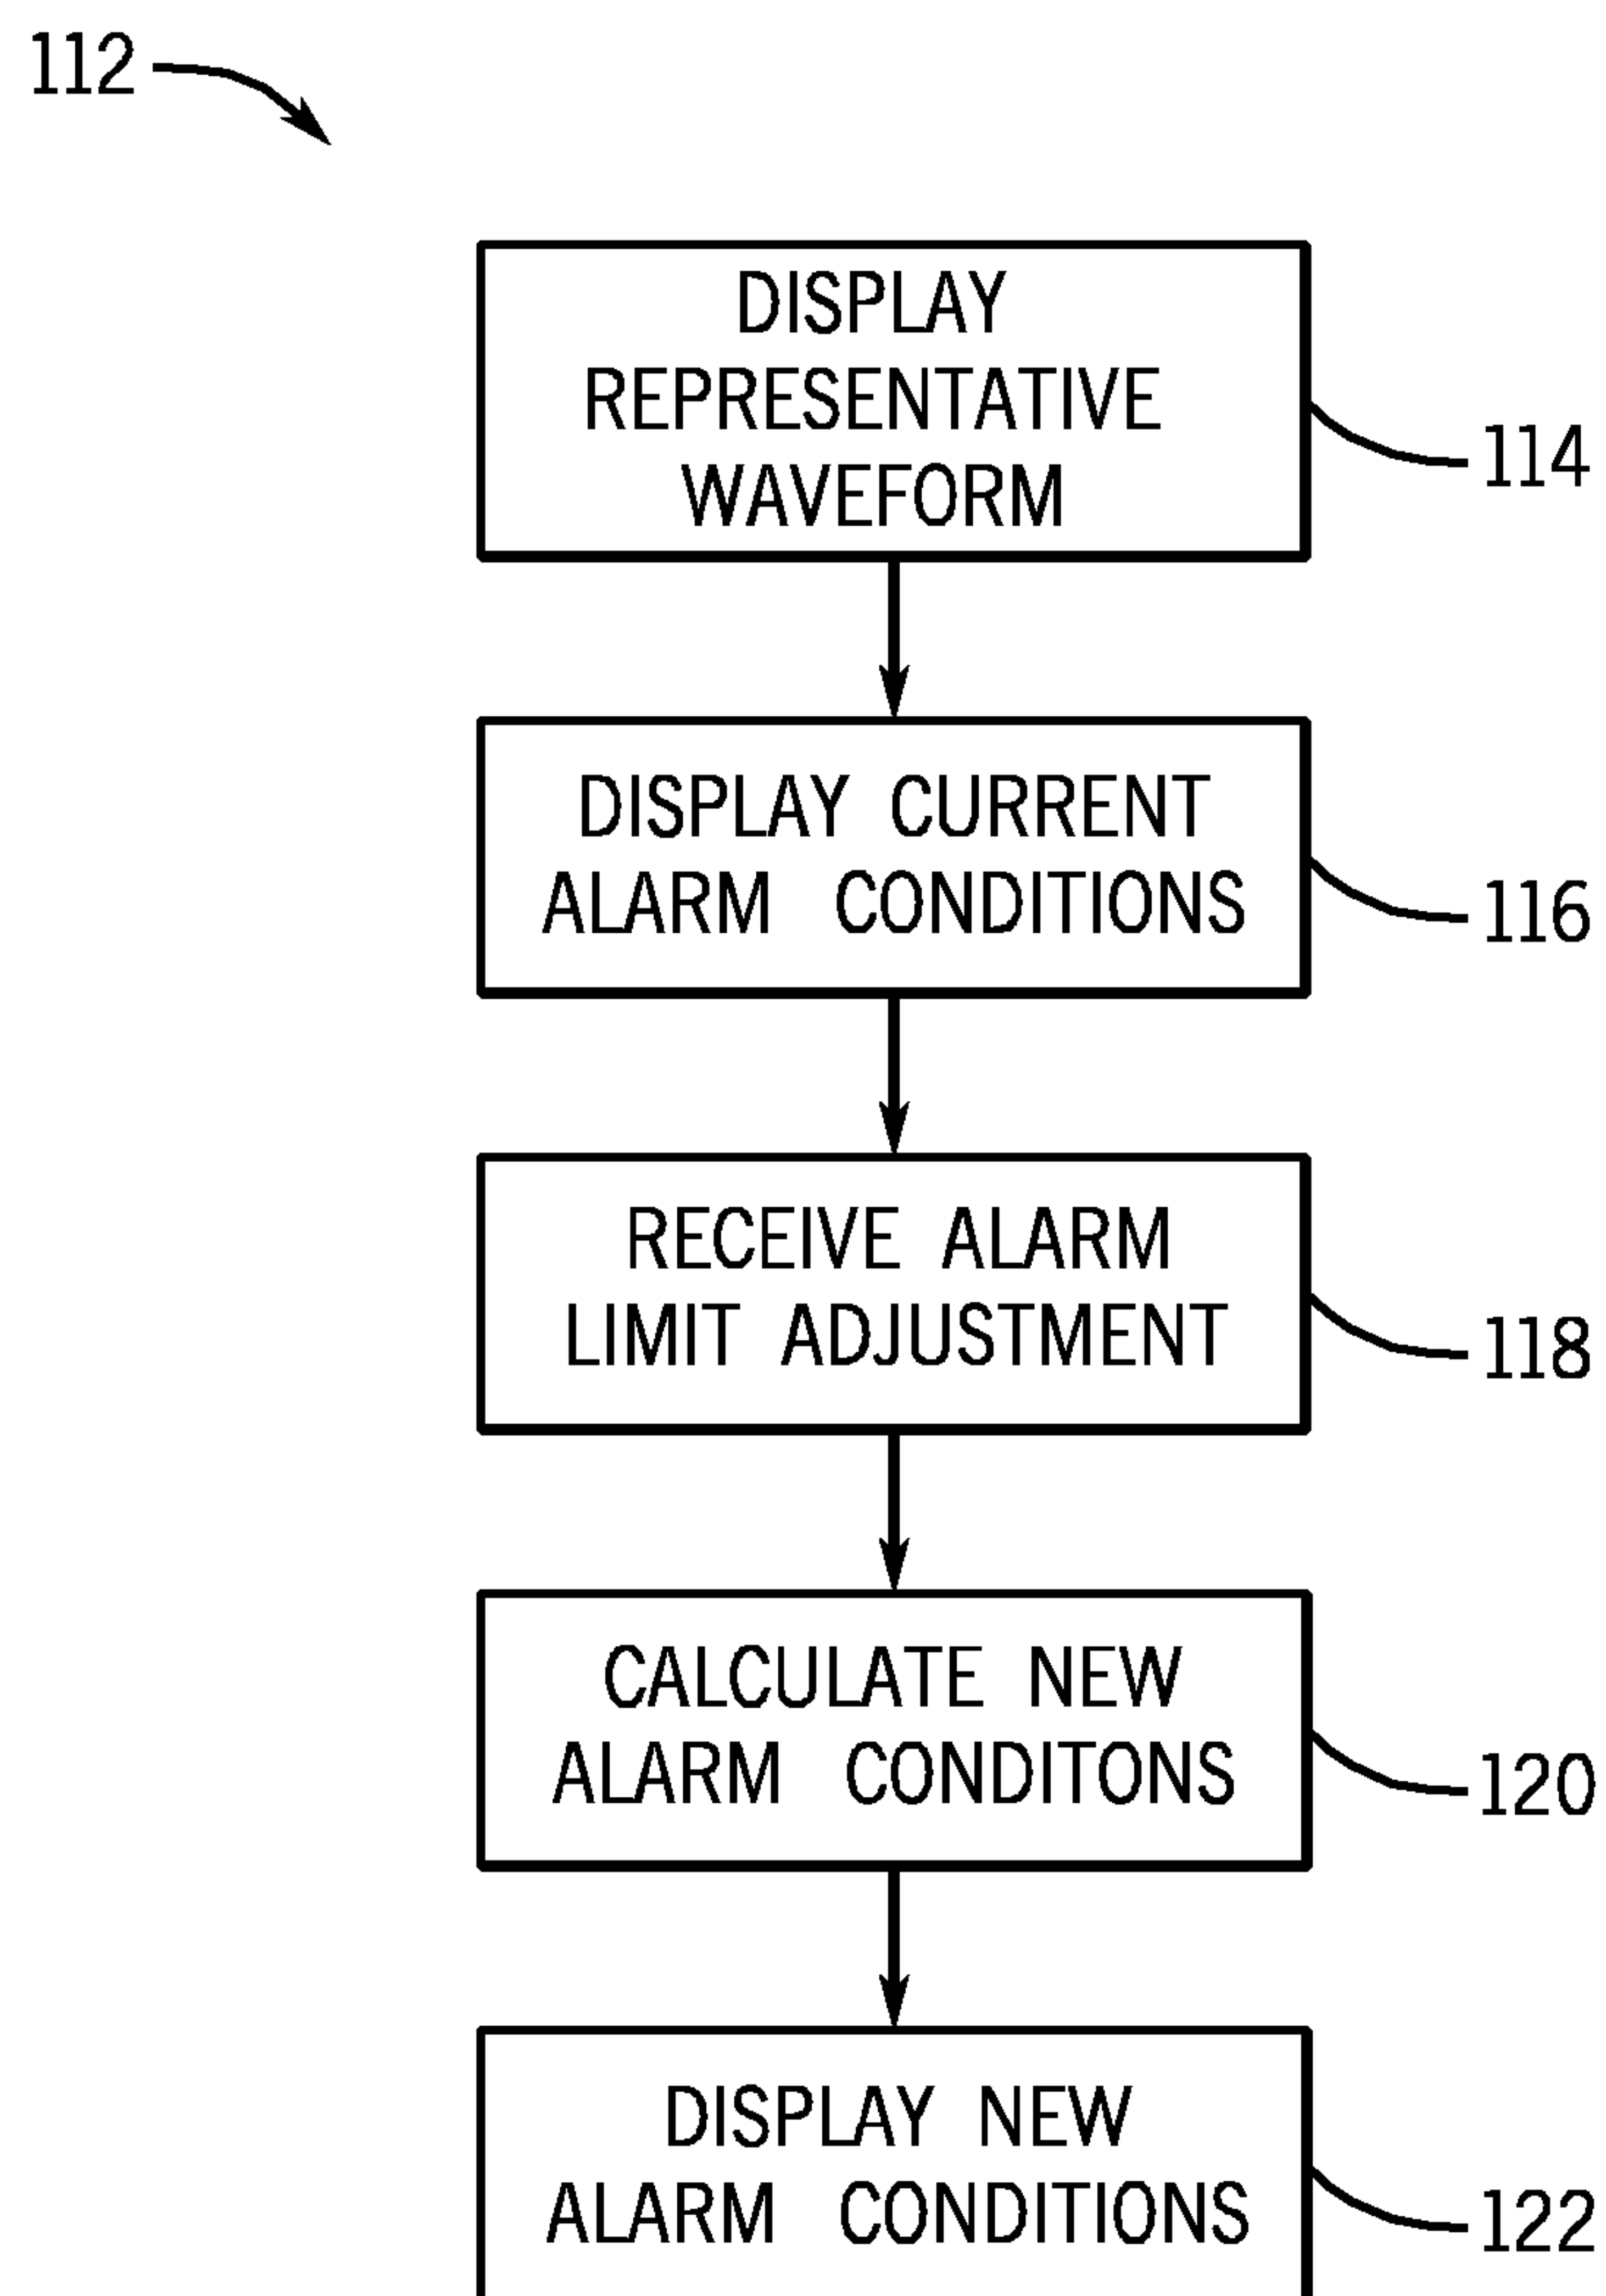 112
DISPLAY
REPRESENTATIVE
WAVEFORM
114
DISPLAY CURRENT
ALARM CONDITIONS
116
RECEIVE ALARM
LIMIT ADJUSTMENT
118
CALCULATE NEW
ALARM CONDITONS
120
DISPLAY NEW
ALARM CONDITIONS
122